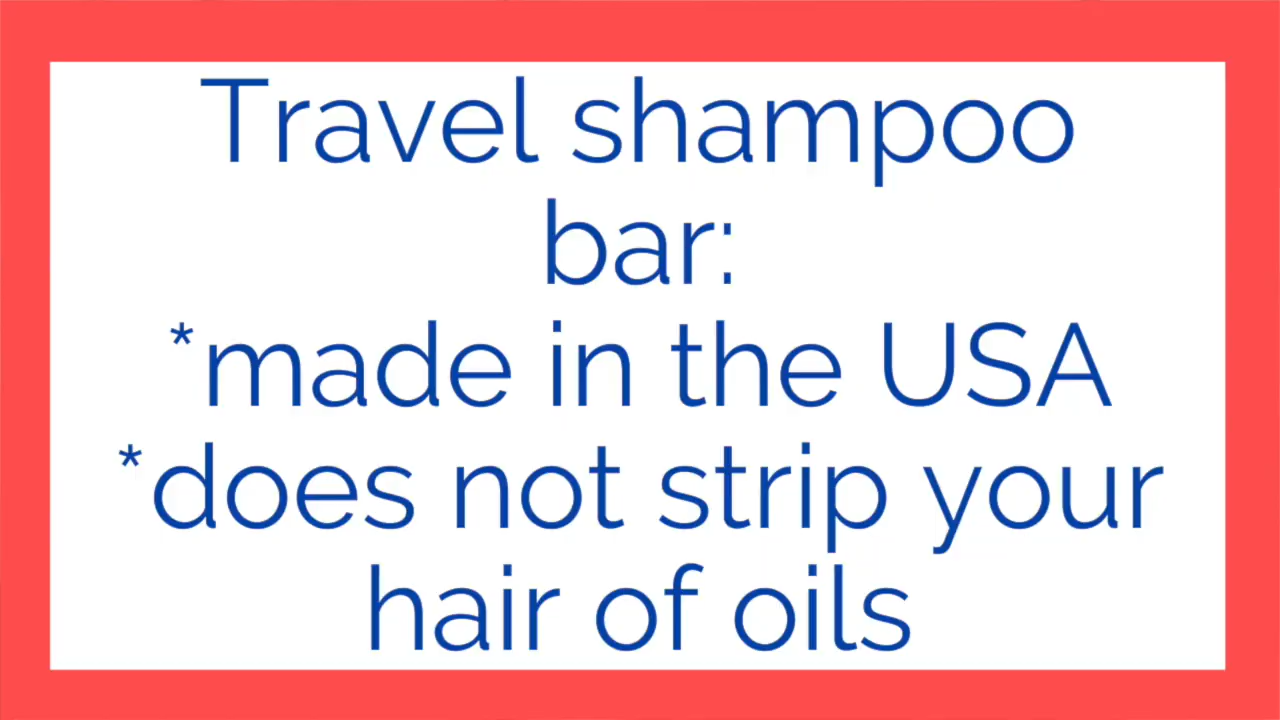 Travel shampoo
bar:
*made in the USA
*does not strip your
hair of oils